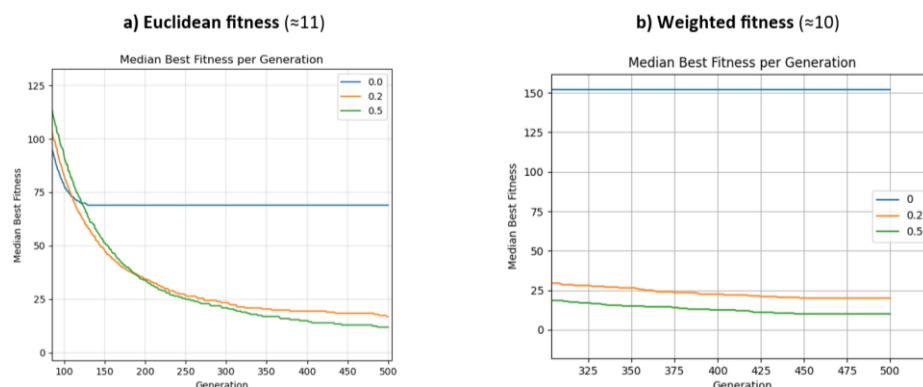 a) Euclidean fitness (≈11)
Median Best Fitness per Generation
125
100
75
50
25
0
Median Best Fitness
0.0
0.2
0.5
100 150 200 250 300 350 400 450 500
Generation
b) Weighted fitness (≈10)
Median Best Fitness per Generation
150
125
100
75
50
25
0
Median Best Fitness
0
0.2
0.5
325 350 375 400 425 450 475 500
Generation